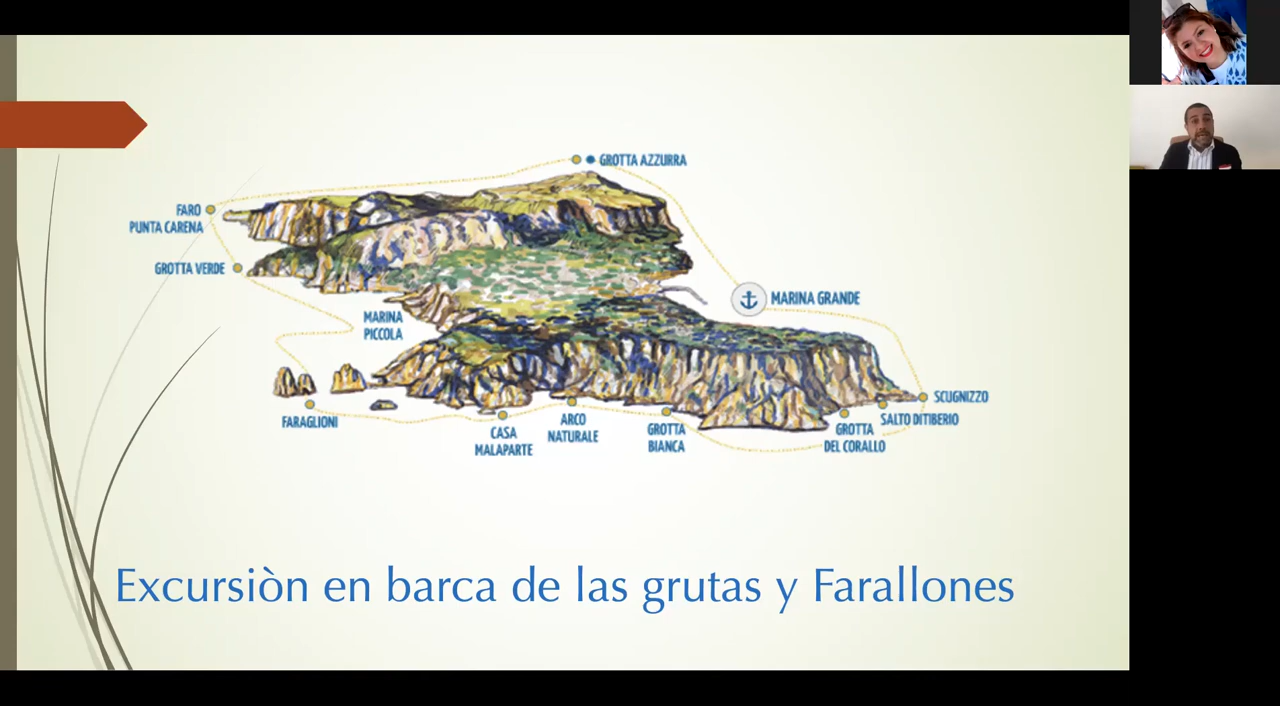 GROTTA AZZURRA
FARO
PUNTA CARENA
GROTTA VERDE
MARINA GRANDE
MARINA
PICCOLA
SCUGNIZZO
SALTO DITIBERIO
FARAGLIONI
CASA
MALAPARTE
ARCO
NATURALE
GROTTA
BIANCA
GROTTA
DEL CORALLO
Excursiòn en barca de las grutas y Farallones